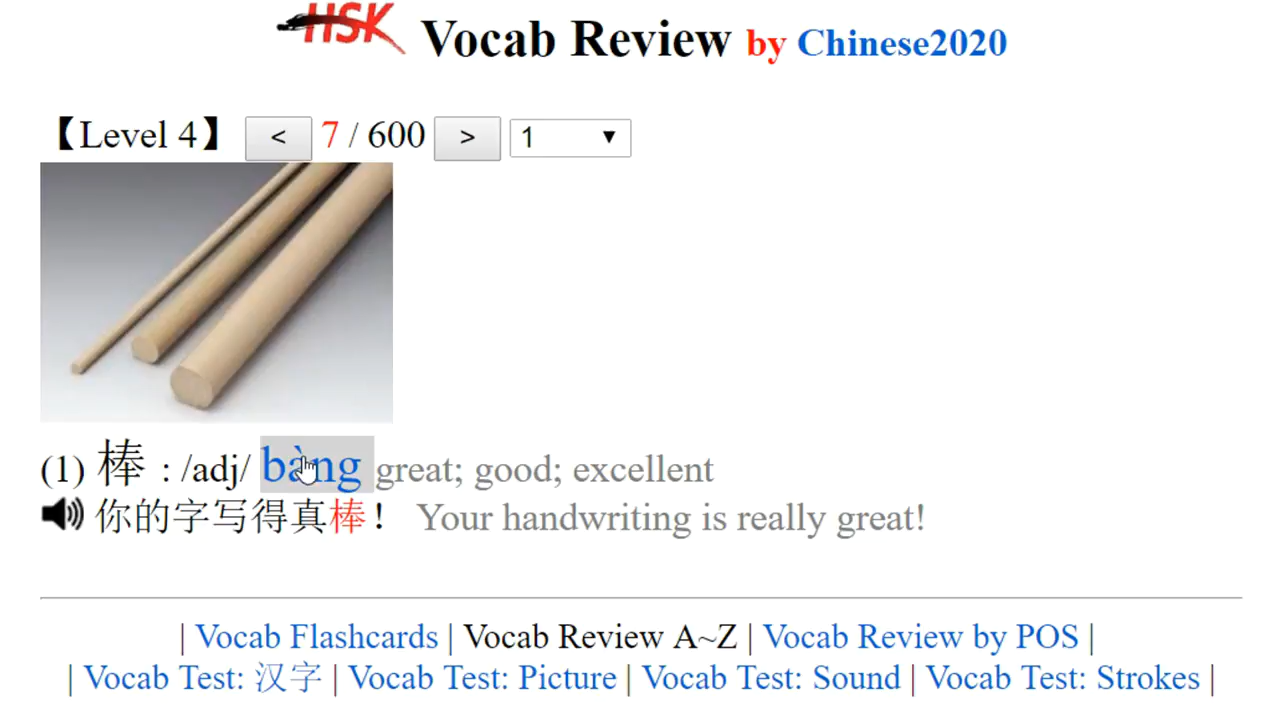 HSK Vocab Review by Chinese2020
【Level 4】 < 7 / 600 > 1 ▼
(1) 棒 : /adj/ bàng great; good; excellent
你的字写得真棒！ Your handwriting is really great!
| Vocab Flashcards | Vocab Review A~Z | Vocab Review by POS |
| Vocab Test: 汉字 | Vocab Test: Picture | Vocab Test: Sound | Vocab Test: Strokes |